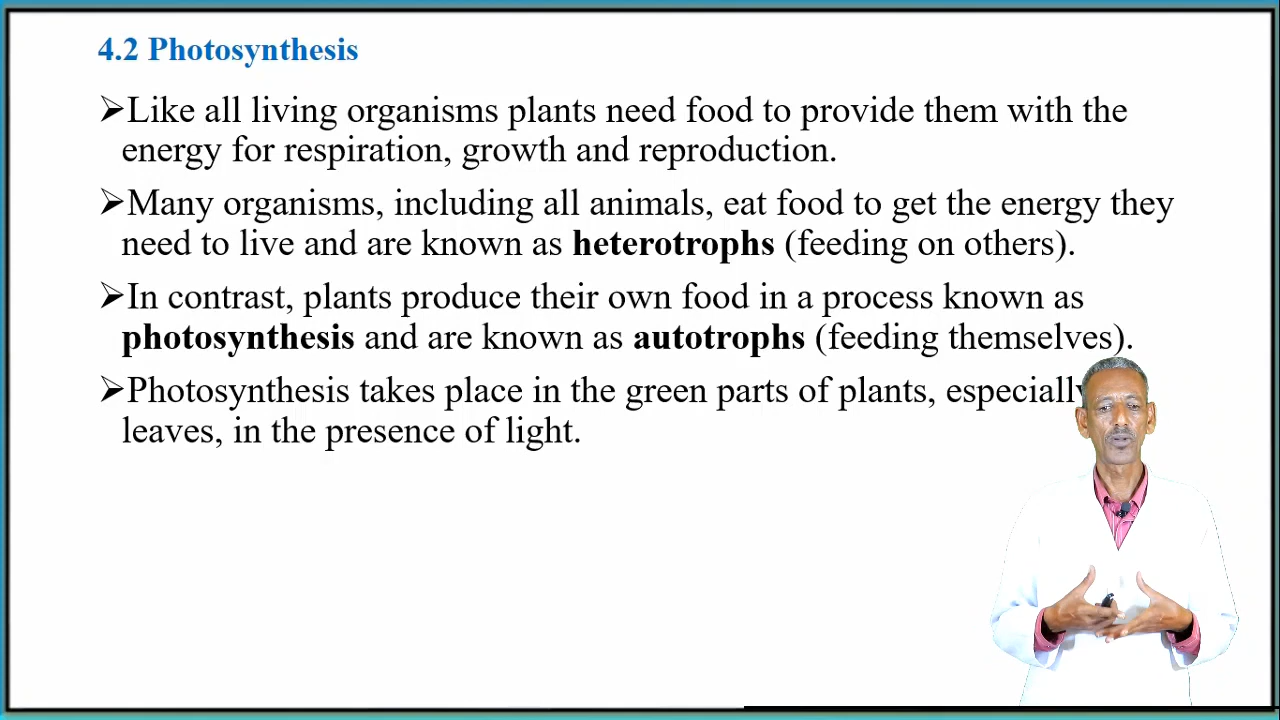 4.2 Photosynthesis
➢Like all living organisms plants need food to provide them with the
energy for respiration, growth and reproduction.
➢Many organisms, including all animals, eat food to get the energy they
need to live and are known as heterotrophs (feeding on others).
➢In contrast, plants produce their own food in a process known as
photosynthesis and are known as autotrophs (feeding themselves).
➢Photosynthesis takes place in the green parts of plants, especially
leaves, in the presence of light.